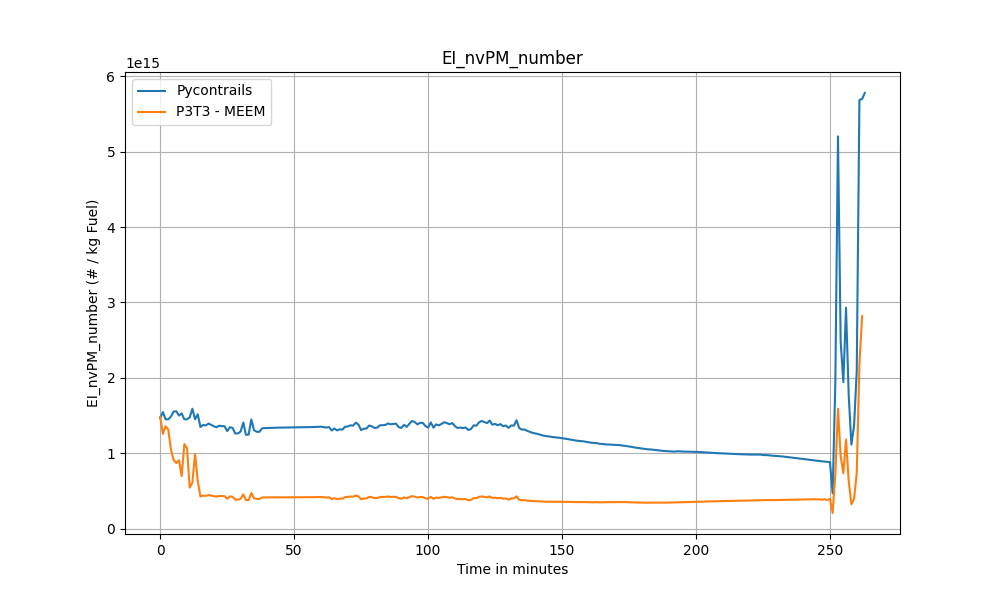 EI_nvPM_number
1e15
Pycontrails
P3T3 - MEEM
6
5
4
3
2
1
0
EI_nvPM_number (# / kg Fuel)
0 50 100 150 200 250
Time in minutes